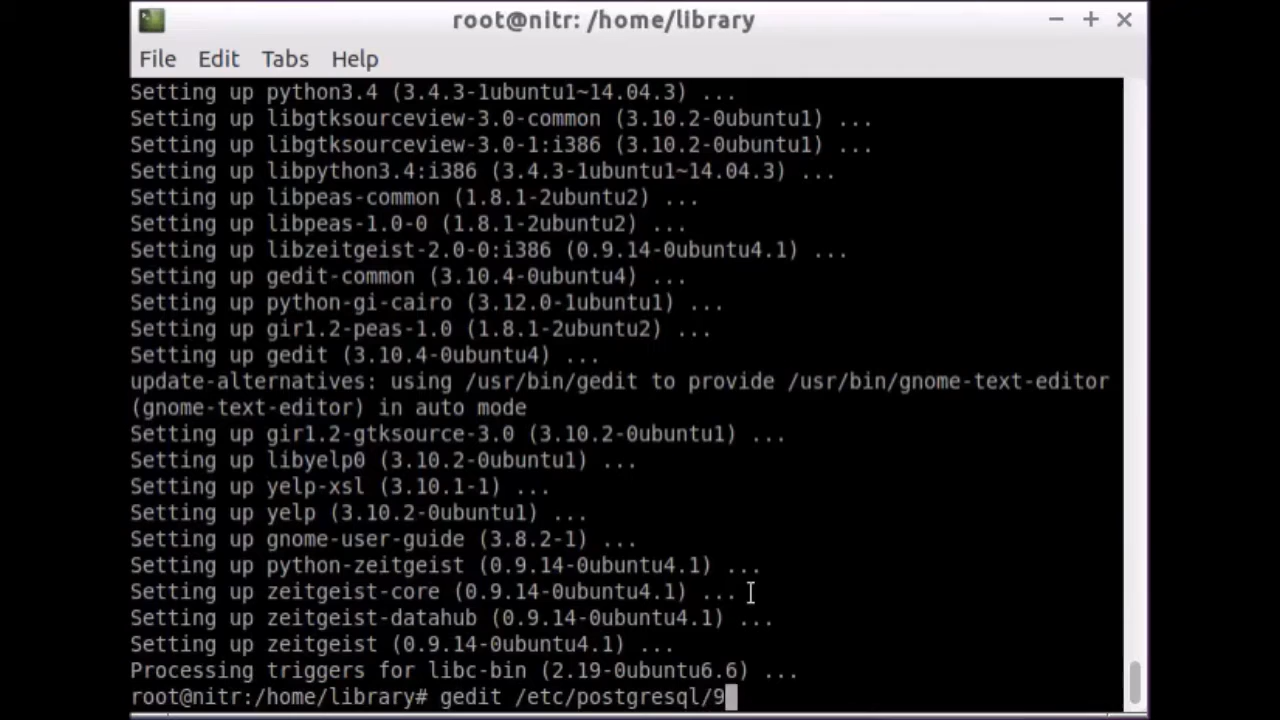 root@nitr: /home/library
File Edit Tabs Help
Setting up python3.4 (3.4.3-1ubuntu1~14.04.3) ...
Setting up libgtksourceview-3.0-common (3.10.2-0ubuntu1) ...
Setting up libgtksourceview-3.0-1:i386 (3.10.2-0ubuntu1) ...
Setting up libpython3.4:i386 (3.4.3-1ubuntu1~14.04.3) ...
Setting up libpeas-common (1.8.1-2ubuntu2) ...
Setting up libpeas-1.0-0 (1.8.1-2ubuntu2) ...
Setting up libzeitgeist-2.0-0:i386 (0.9.14-0ubuntu4.1) ...
Setting up gedit-common (3.10.4-0ubuntu4) ...
Setting up python-gi-cairo (3.12.0-1ubuntu1) ...
Setting up gir1.2-peas-1.0 (1.8.1-2ubuntu2) ...
Setting up gedit (3.10.4-0ubuntu4) ...
update-alternatives: using /usr/bin/gedit to provide /usr/bin/gnome-text-editor
(gnome-text-editor) in auto mode
Setting up gir1.2-gtksource-3.0 (3.10.2-0ubuntu1) ...
Setting up libyelp0 (3.10.2-0ubuntu1) ...
Setting up yelp-xsl (3.10.1-1) ...
Setting up yelp (3.10.2-0ubuntu1) ...
Setting up gnome-user-guide (3.8.2-1) ...
Setting up python-zeitgeist (0.9.14-0ubuntu4.1) ...
Setting up zeitgeist-core (0.9.14-0ubuntu4.1) ...
Setting up zeitgeist-datahub (0.9.14-0ubuntu4.1) ...
Setting up zeitgeist (0.9.14-0ubuntu4.1) ...
Processing triggers for libc-bin (2.19-0ubuntu6.6) ...
root@nitr:/home/library# gedit /etc/postgresql/9